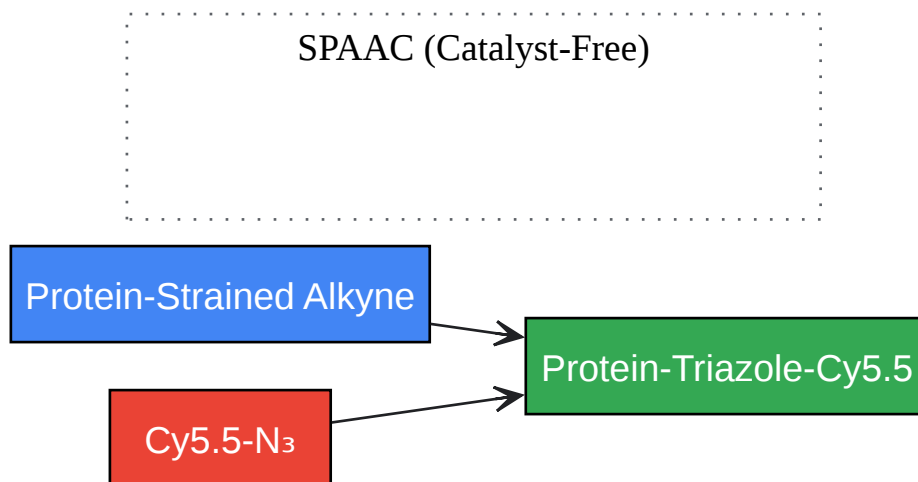 SPAAC (Catalyst-Free)
Protein-Strained Alkyne
Protein-Triazole-Cy5.5
Cy5.5-N₃